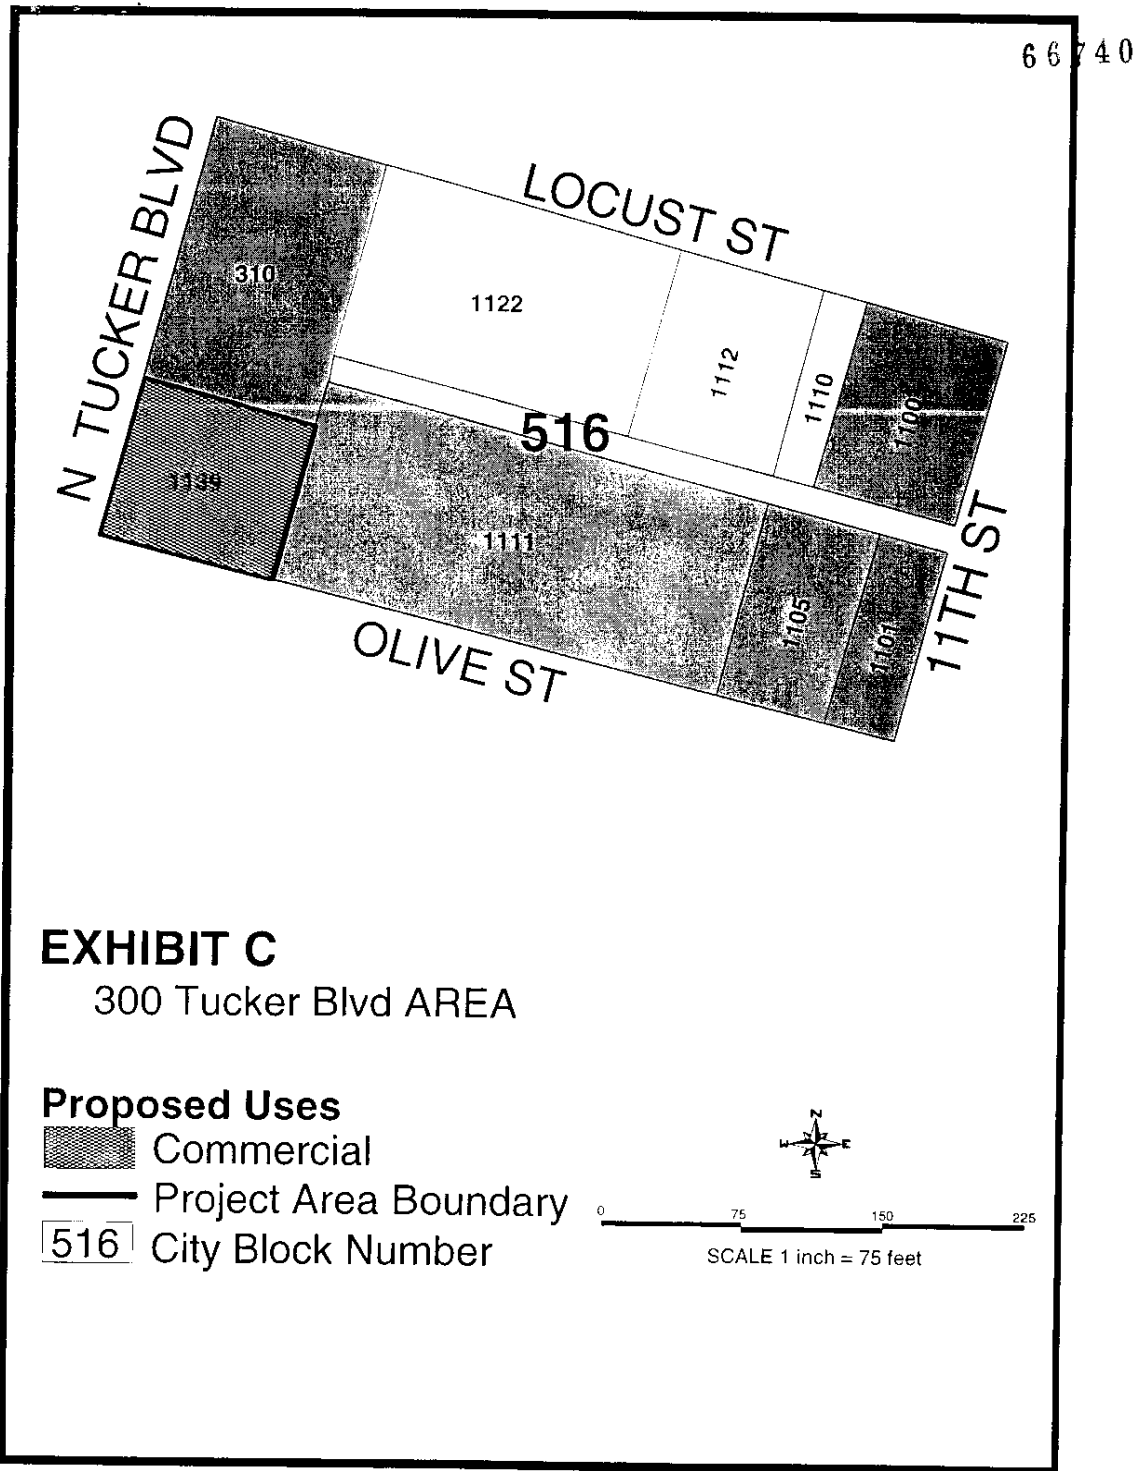 66740
LOCUST ST
N TUCKER BLVD
310
1122
1112
1110
1100
516
1139
1111
1105
1101
11TH ST
OLIVE ST
EXHIBIT C
300 Tucker Blvd AREA
Proposed Uses
Commercial
Project Area Boundary
516 City Block Number
N
W E
S
0 75 150 225
SCALE 1 inch = 75 feet